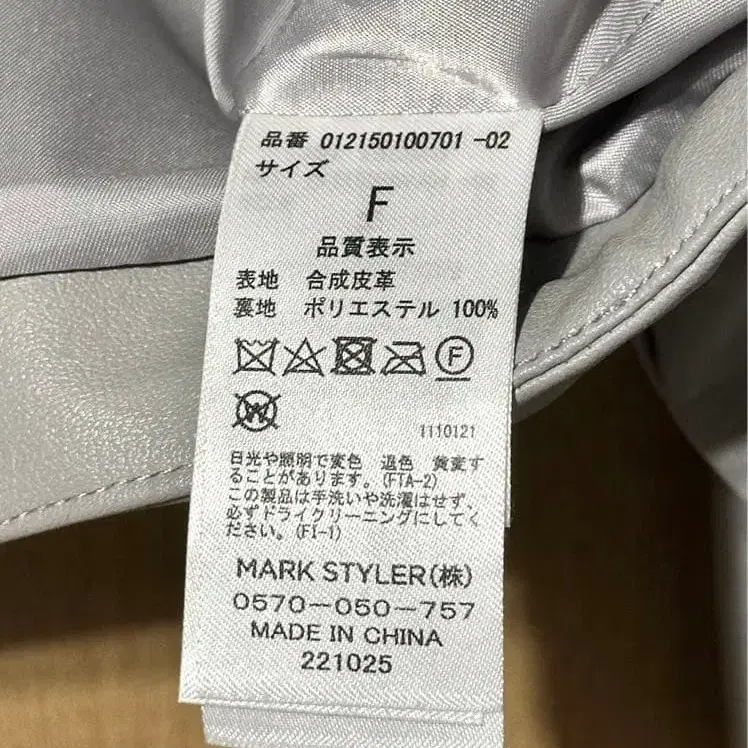 品番 012150100701 -02
サイズ
F
品質表示
表地 合成皮革
裏地 ポリエステル 100%
F
W
1110121
日光や照明で変色 退色 黄変す
ることがあります。(FTA-2)
この製品は手洗いや洗濯はせず、
必ずドライクリーニングにしてく
ださい。(FI-1)
MARK STYLER(株)
0570-050-757
MADE IN CHINA
221025